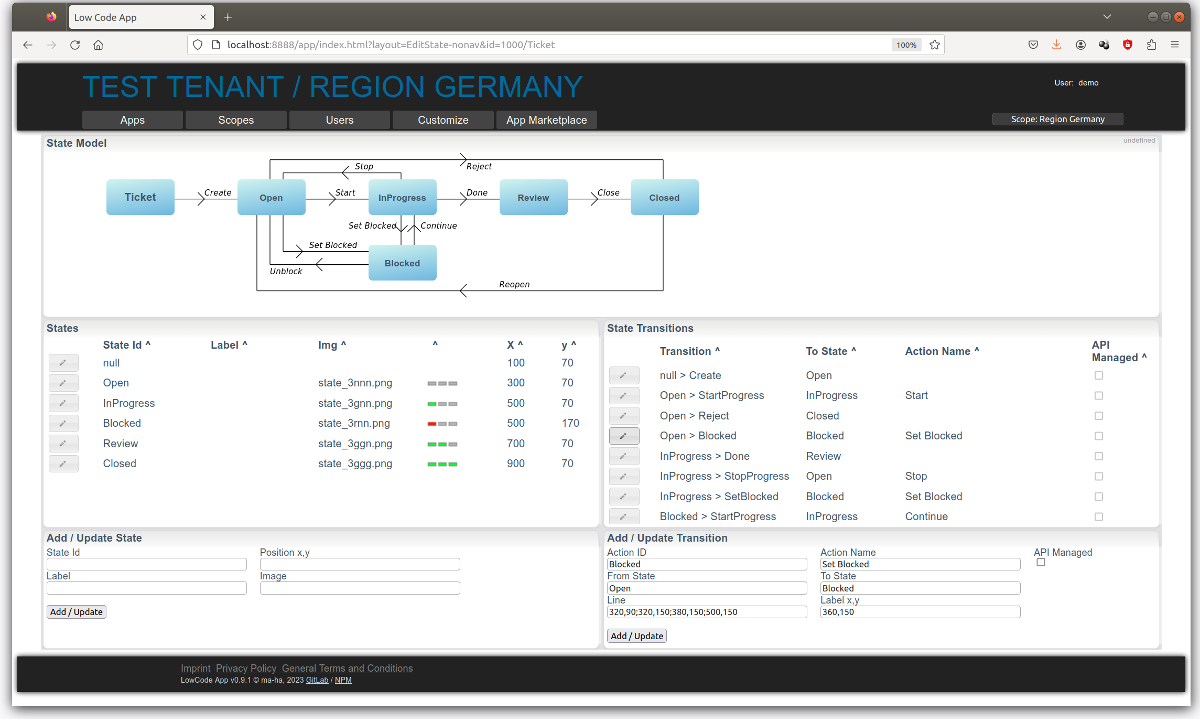 Low Code App
localhost:8888/app/index.html?layout=EditState-nonav&id=1000/Ticket
100%
TEST TENANT / REGION GERMANY
User: demo
Apps
Scopes
Users
Customize
App Marketplace
Scope: Region Germany
State Model
undefined
Stop
Reject
Ticket
Create
Open
Start
InProgress
Done
Review
Close
Closed
Set Blocked
Continue
Set Blocked
Blocked
Unblock
Reopen
States
State Id ^ Label ^ Img ^ ^ X ^ y ^
null 100 70
Open state_3nnn.png 300 70
InProgress state_3gnn.png 500 70
Blocked state_3rnn.png 500 170
Review state_3ggn.png 700 70
Closed state_3ggg.png 900 70
State Transitions
Transition ^ To State ^ Action Name ^ API Managed ^
null > Create Open
Open > StartProgress InProgress Start
Open > Reject Closed
Open > Blocked Blocked Set Blocked
InProgress > Done Review
InProgress > StopProgress Open Stop
InProgress > SetBlocked Blocked Set Blocked
Blocked > StartProgress InProgress Continue
Add / Update State
State Id Position x,y
Label Image
Add / Update
Add / Update Transition
Action ID Action Name API Managed
Blocked Set Blocked
From State To State
Open Blocked
Line Label x,y
320,90;320,150;380,150;500,150 360,150
Add / Update
Imprint Privacy Policy General Terms and Conditions
LowCode App v0.9.1 © ma-ha, 2023 GitLab / NPM